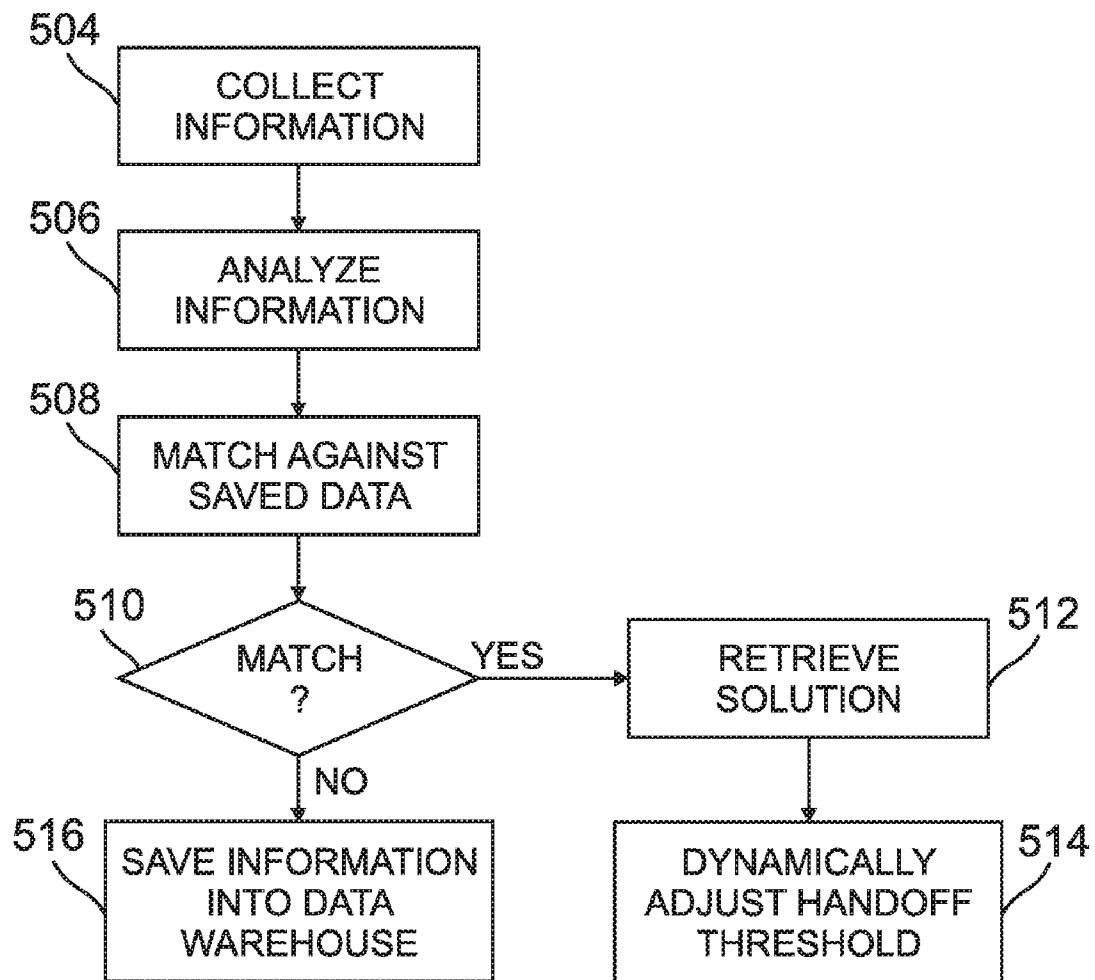 504
COLLECT
INFORMATION
506
ANALYZE
INFORMATION
508
MATCH AGAINST
SAVED DATA
510
MATCH
?
YES
512
RETRIEVE
SOLUTION
NO
516
SAVE INFORMATION
INTO DATA
WAREHOUSE
514
DYNAMICALLY
ADJUST HANDOFF
THRESHOLD